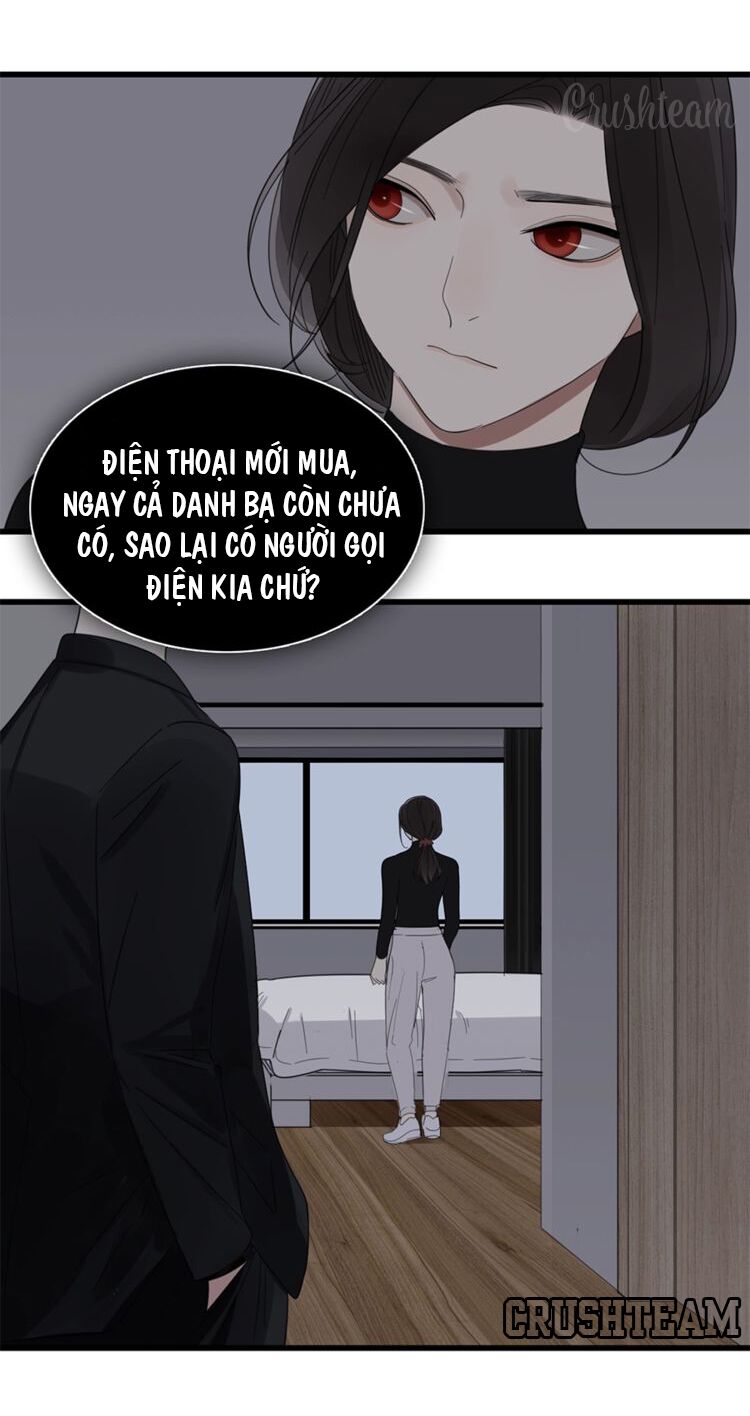 Crushteam
ĐIỆN THOẠI MỚI MUA,
NGAY CẢ DANH BẠ CÒN CHƯA
CÓ, SAO LẠI CÓ NGƯỜI GỌI
ĐIỆN KIA CHỨ?
CRUSHTEAM